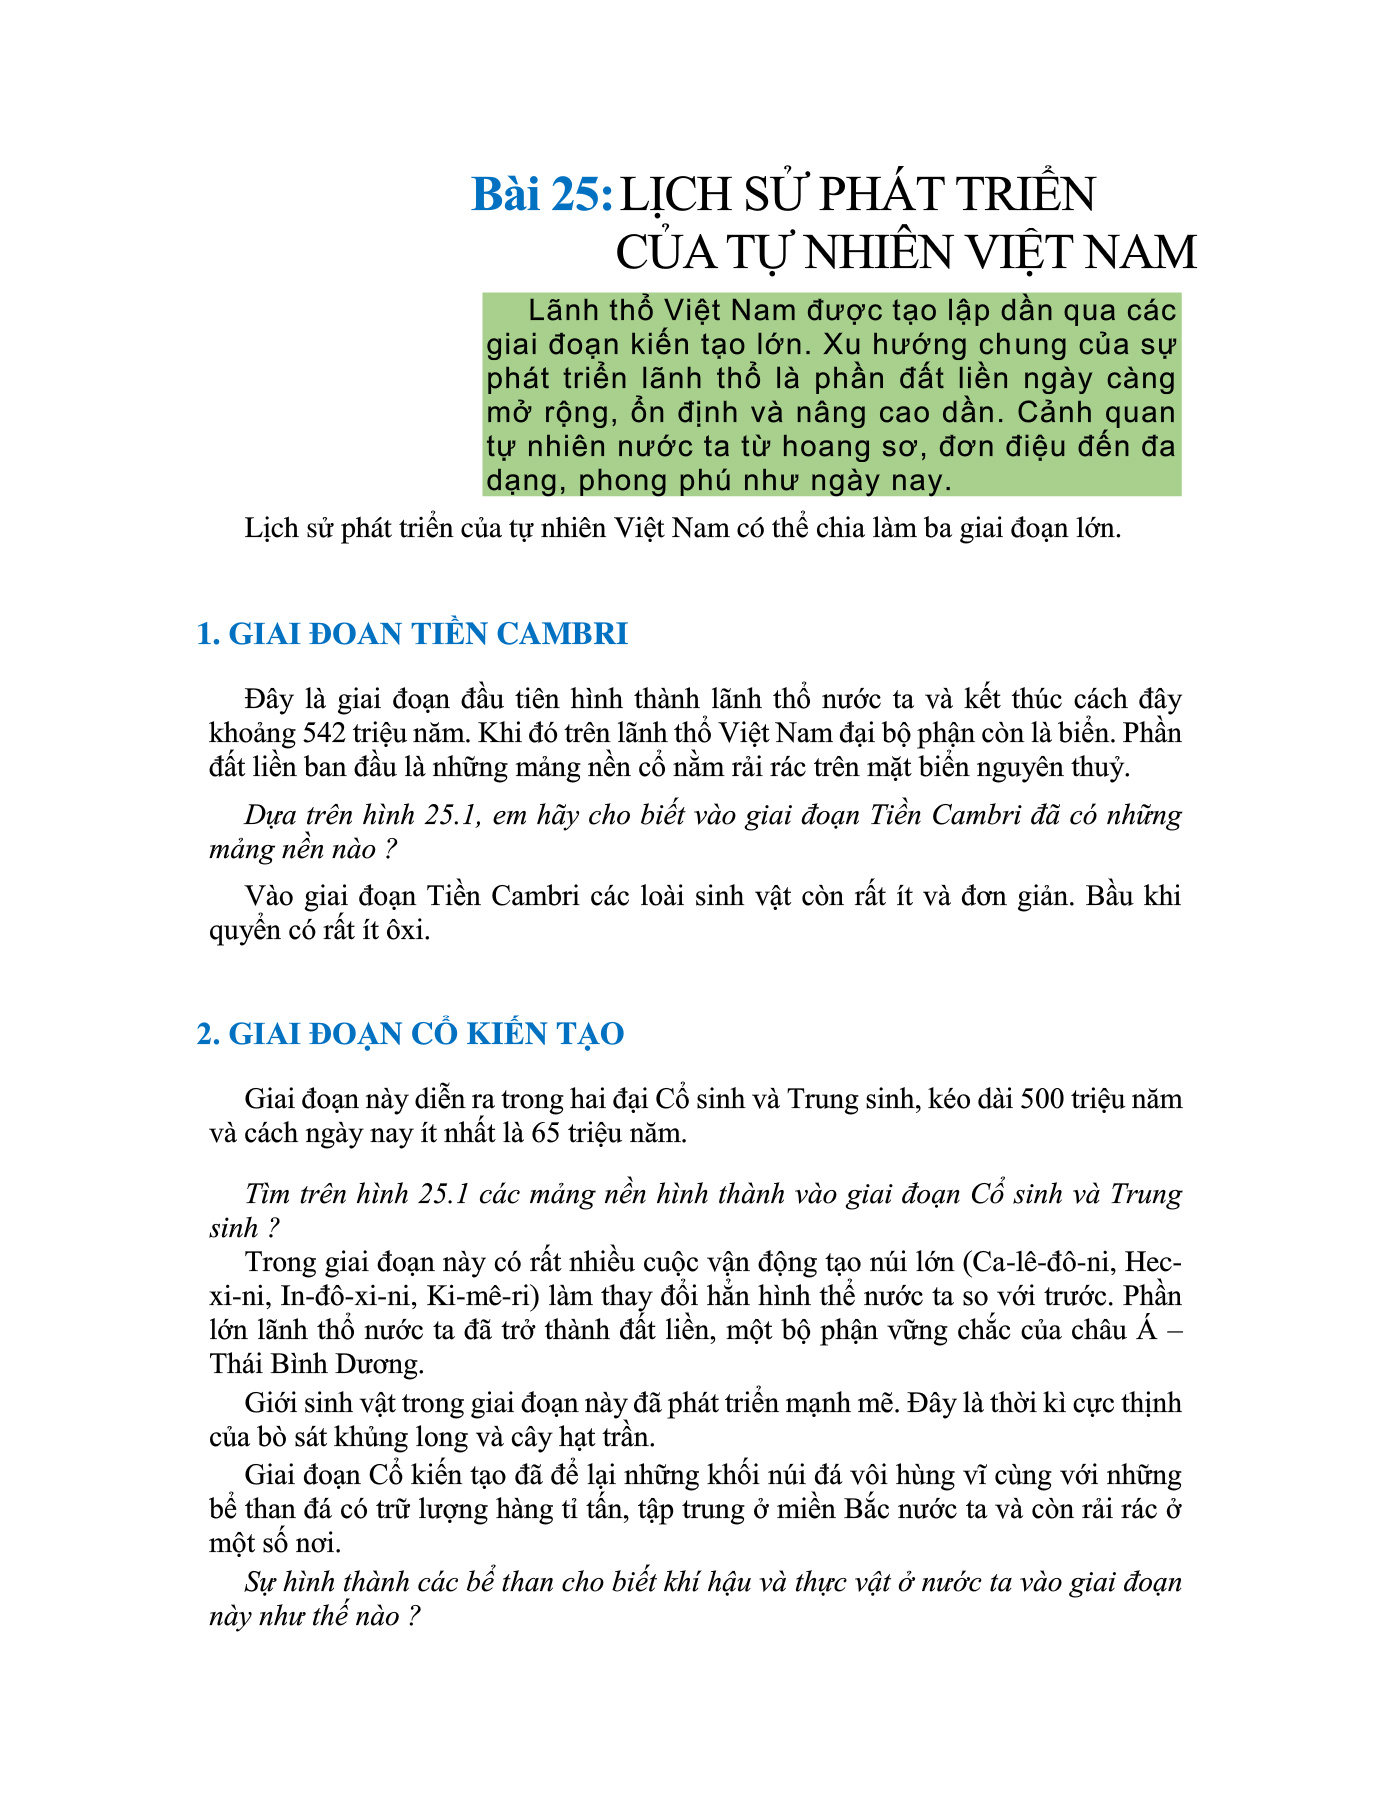 Bài 25: LỊCH SỬ PHÁT TRIỂN
CỦA TỰ NHIÊN VIỆT NAM
Lãnh thổ Việt Nam được tạo lập dần qua các
giai đoạn kiến tạo lớn. Xu hướng chung của sự
phát triển lãnh thổ là phần đất liền ngày càng
mở rộng, ổn định và nâng cao dần. Cảnh quan
tự nhiên nước ta từ hoang sơ, đơn điệu đến đa
dạng, phong phú như ngày nay.
Lịch sử phát triển của tự nhiên Việt Nam có thể chia làm ba giai đoạn lớn.
1. GIAI ĐOAN TIỀN CAMBRI
Đây là giai đoạn đầu tiên hình thành lãnh thổ nước ta và kết thúc cách đây
khoảng 542 triệu năm. Khi đó trên lãnh thổ Việt Nam đại bộ phận còn là biển. Phần
đất liền ban đầu là những mảng nền cổ nằm rải rác trên mặt biển nguyên thuỷ.
Dựa trên hình 25.1, em hãy cho biết vào giai đoạn Tiền Cambri đã có những
mảng nền nào ?
Vào giai đoạn Tiền Cambri các loài sinh vật còn rất ít và đơn giản. Bầu khi
quyển có rất ít ôxi.
2. GIAI ĐOẠN CỔ KIẾN TẠO
Giai đoạn này diễn ra trong hai đại Cổ sinh và Trung sinh, kéo dài 500 triệu năm
và cách ngày nay ít nhất là 65 triệu năm.
Tìm trên hình 25.1 các mảng nền hình thành vào giai đoạn Cổ sinh và Trung
sinh ?
Trong giai đoạn này có rất nhiều cuộc vận động tạo núi lớn (Ca-lê-đô-ni, Hec-
xi-ni, In-đô-xi-ni, Ki-mê-ri) làm thay đổi hẳn hình thể nước ta so với trước. Phần
lớn lãnh thổ nước ta đã trở thành đất liền, một bộ phận vững chắc của châu Á –
Thái Bình Dương.
Giới sinh vật trong giai đoạn này đã phát triển mạnh mẽ. Đây là thời kì cực thịnh
của bò sát khủng long và cây hạt trần.
Giai đoạn Cổ kiến tạo đã để lại những khối núi đá vôi hùng vĩ cùng với những
bể than đá có trữ lượng hàng tỉ tấn, tập trung ở miền Bắc nước ta và còn rải rác ở
một số nơi.
Sự hình thành các bể than cho biết khí hậu và thực vật ở nước ta vào giai đoạn
này như thế nào ?